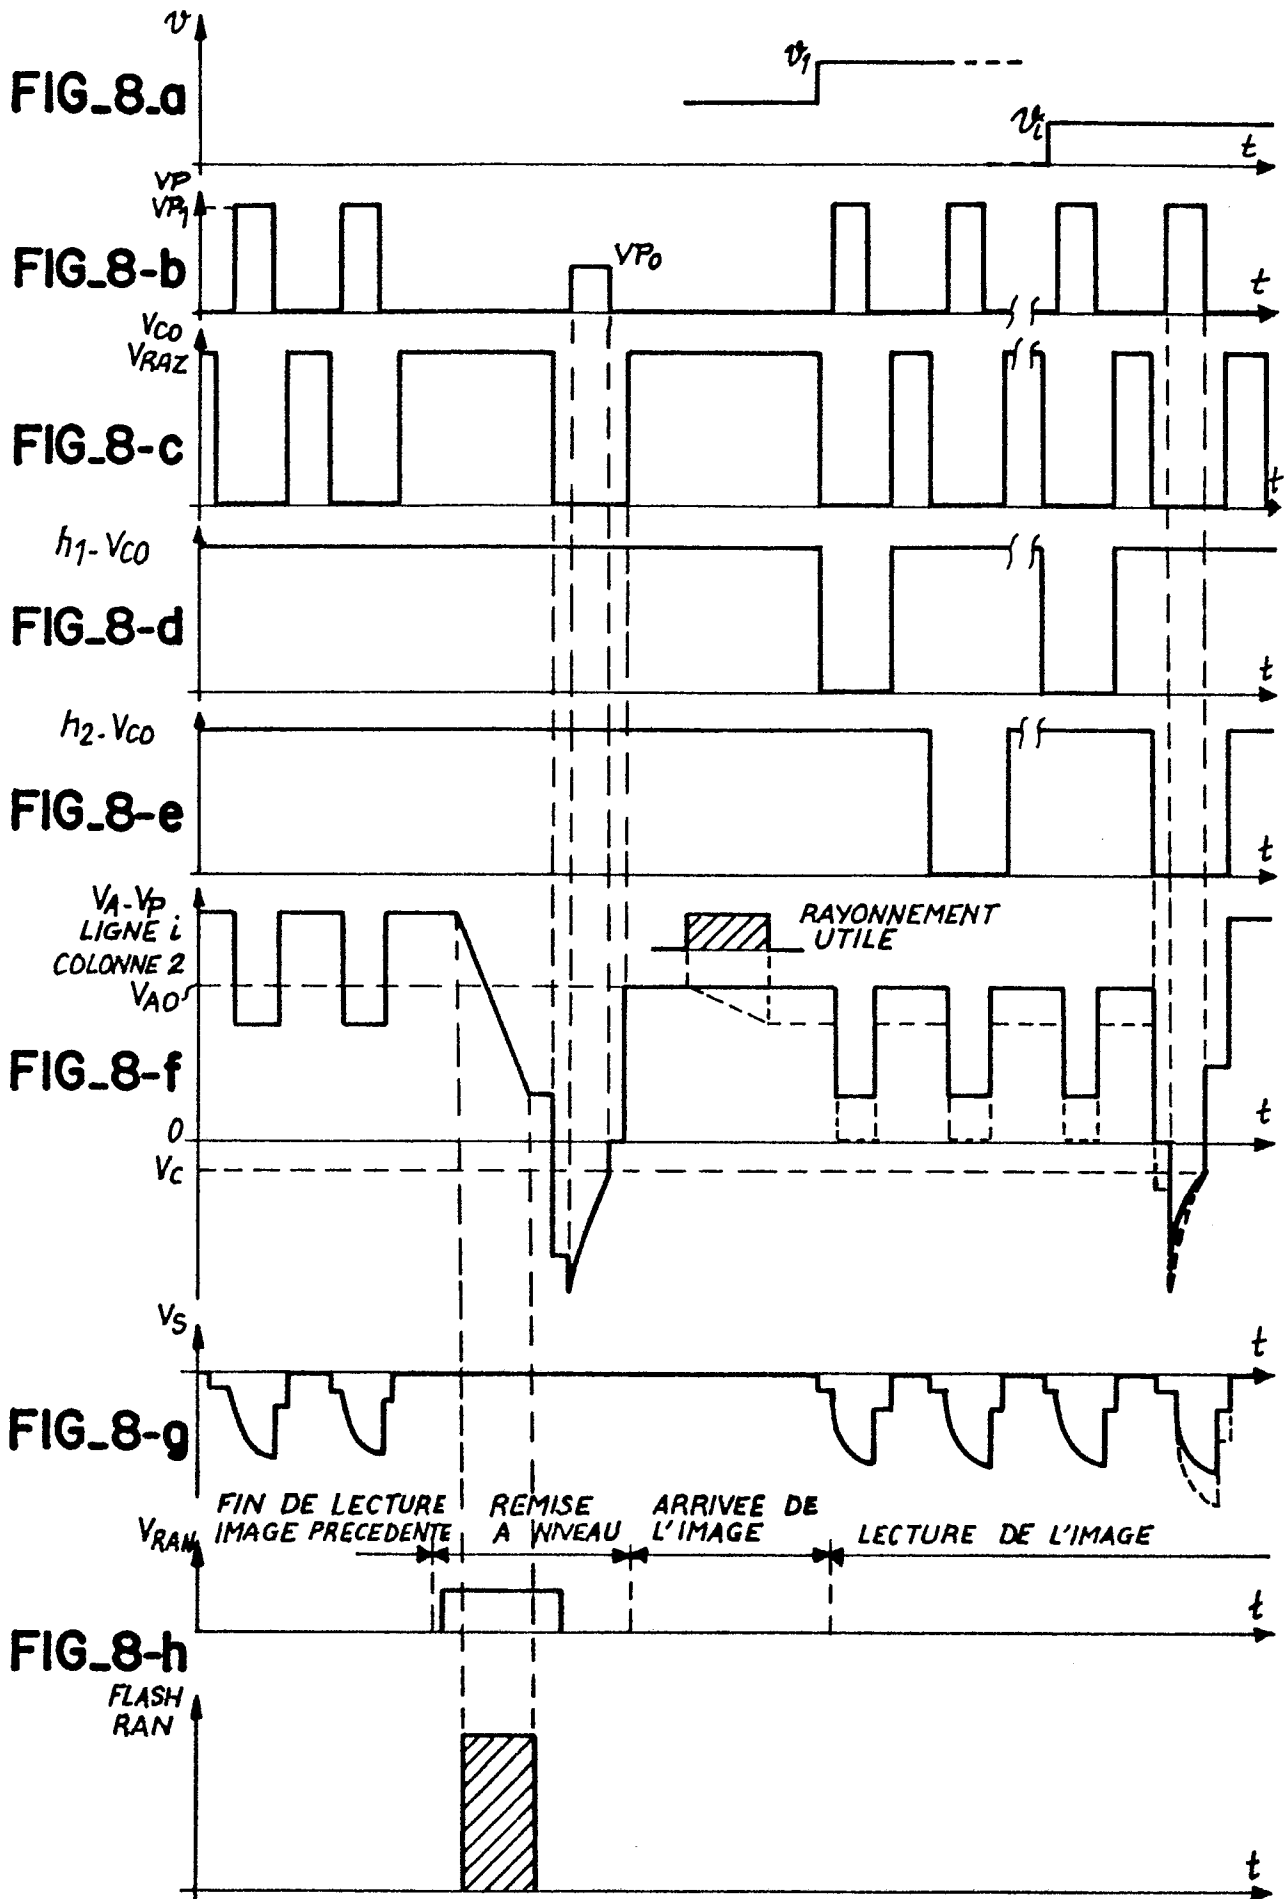 v
FIG_8_a
v1
vi
t
VP
VP1
FIG_8-b
VP0
t
VCO
VRAZ
FIG_8-c
t
h1-VCO
FIG_8-d
t
h2-VCO
FIG_8-e
t
VA-VP
LIGNE i
COLONNE 2
VAO
RAYONNEMENT
UTILE
FIG_8-f
0
t
VC
VS
t
FIG_8-g
FIN DE LECTURE
IMAGE PRECEDENTE
REMISE
A NIVEAU
ARRIVEE DE
L'IMAGE
LECTURE DE L'IMAGE
VRAN
t
FIG_8-h
FLASH
RAN
t